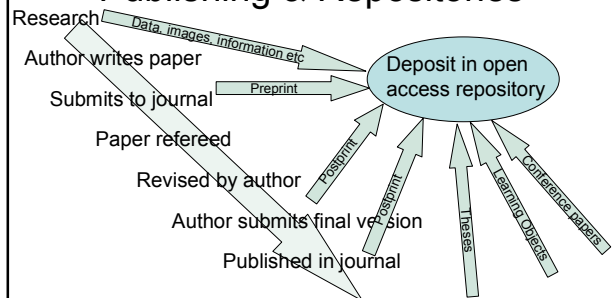 Publishing & Repositories
Research
Data, images, information etc
Author writes paper
Deposit in open
access repository
Submits to journal
Preprint
Paper refereed
Revised by author
Postprint
Author submits final version
Postprint
Published in journal
Theses
Learning Objects
Conference papers